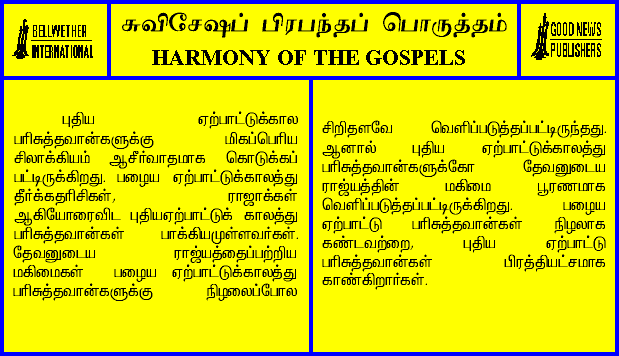 BELLWETHER
INTERNATIONAL
சுவிசேஷப் பிரபந்தப் பொருத்தம்
HARMONY OF THE GOSPELS
GOOD NEWS
PUBLISHERS
புதிய ஏற்பாட்டுக்கால
பரிசுத்தவான்களுக்கு மிகப்பெரிய
சிலாக்கியம் ஆசீர்வாதமாக கொடுக்கப்
பட்டிருக்கிறது. பழைய ஏற்பாட்டுக்காலத்து
தீர்க்கதரிசிகள், ராஜாக்கள்
ஆகியோரைவிட புதியஏற்பாட்டுக் காலத்து
பரிசுத்தவான்கள் பாக்கியமுள்ளவர்கள்.
தேவனுடைய ராஜ்யத்தைப்பற்றிய
மகிமைகள் பழைய ஏற்பாட்டுக்காலத்து
பரிசுத்தவான்களுக்கு நிழலைப்போல
சிறிதளவே வெளிப்படுத்தப்பட்டிருந்தது.
ஆனால் புதிய ஏற்பாட்டுக்காலத்து
பரிசுத்தவான்களுக்கோ தேவனுடைய
ராஜ்யத்தின் மகிமை பூரணமாக
வெளிப்படுத்தப்பட்டிருக்கிறது. பழைய
ஏற்பாட்டு பரிசுத்தவான்கள் நிழலாக
கண்டவற்றை, புதிய ஏற்பாட்டு
பரிசுத்தவான்கள் பிரத்தியட்சமாக
காண்கிறார்கள்.